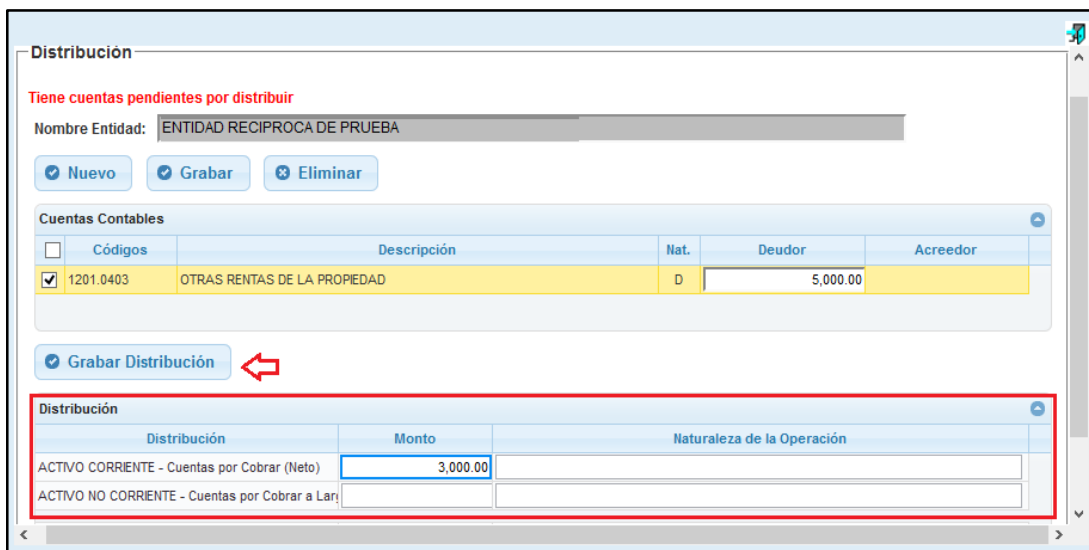 Distribución
Tiene cuentas pendientes por distribuir
Nombre Entidad: ENTIDAD RECIPROCA DE PRUEBA
Nuevo Grabar Eliminar
Cuentas Contables
Códigos Descripción Nat. Deudor Acreedor
1201.0403 OTRAS RENTAS DE LA PROPIEDAD D 5,000.00
Grabar Distribución
Distribución
Distribución Monto Naturaleza de la Operación
ACTIVO CORRIENTE - Cuentas por Cobrar (Neto) 3,000.00
ACTIVO NO CORRIENTE - Cuentas por Cobrar a Lar